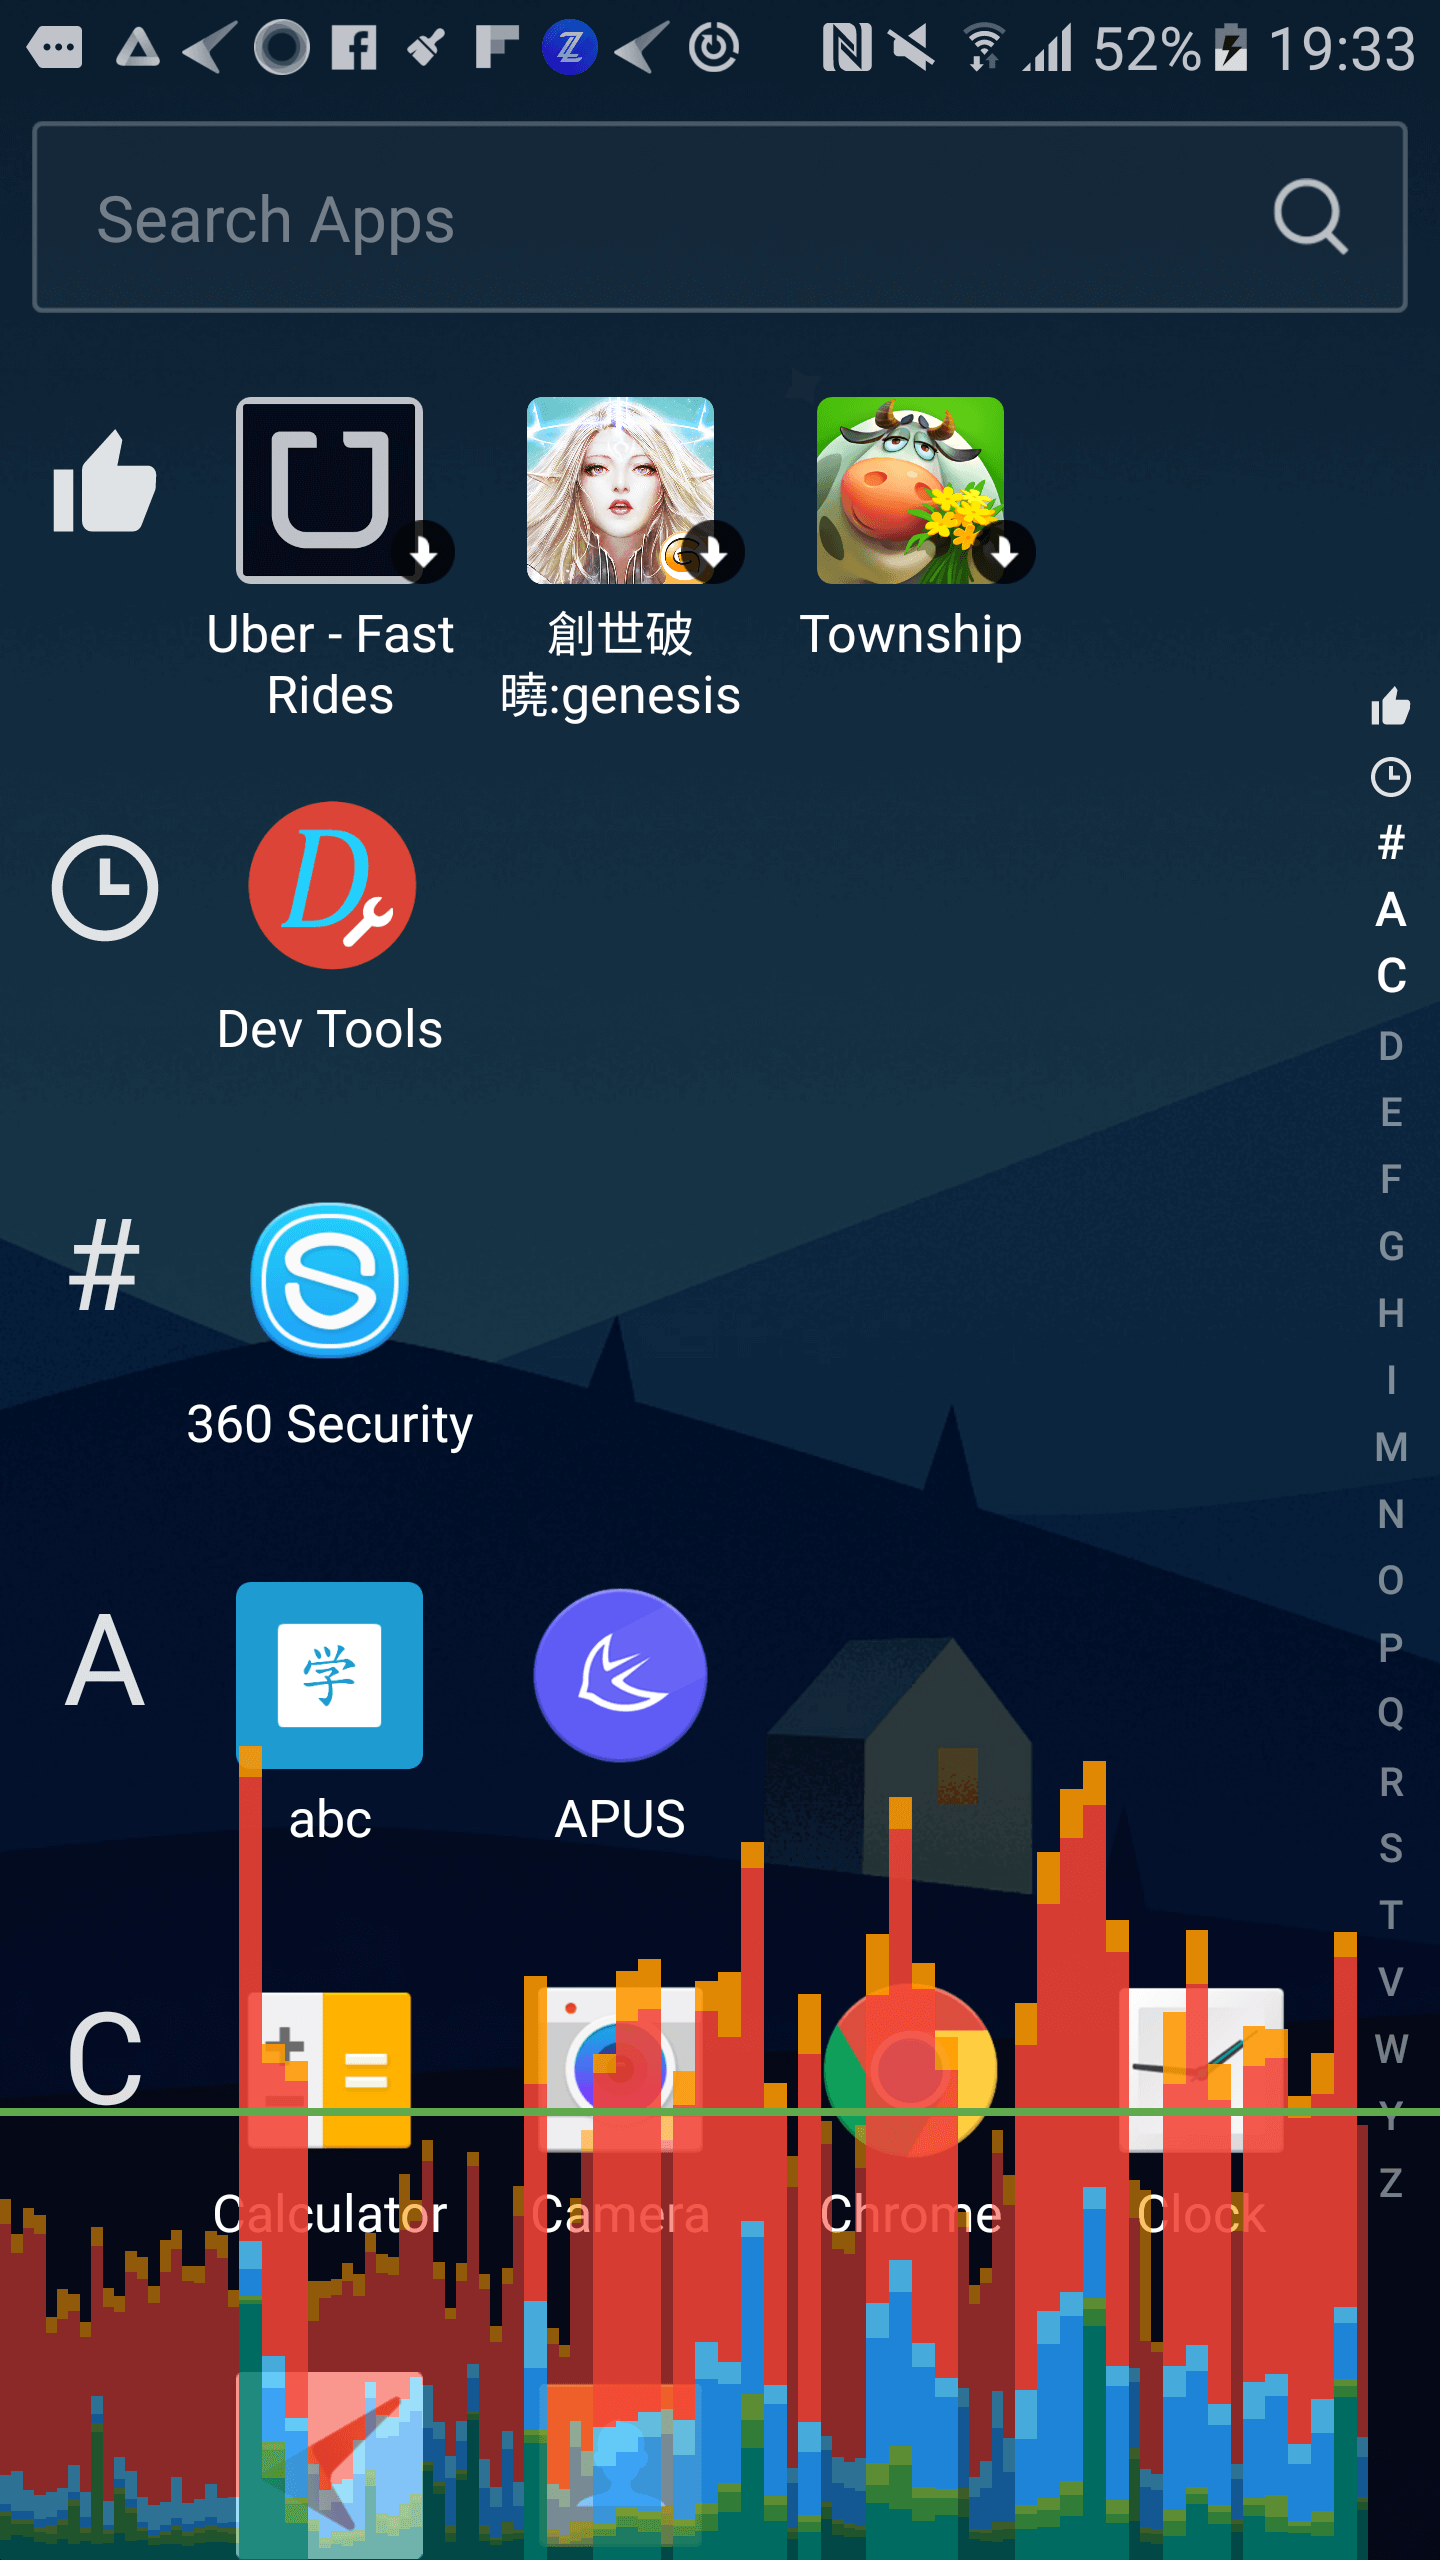 52% 19:33
Search Apps
Uber - Fast
Rides
創世破
曉:genesis
Township
Dev Tools
#
360 Security
A
学
abc
APUS
C
Calculator
Camera
Chrome
Clock
#
A
C
D
E
F
G
H
I
M
N
O
P
Q
R
S
T
V
W
Y
Z